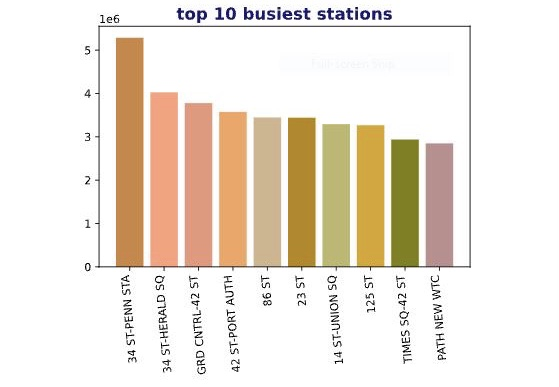 top 10 busiest stations
1e6
5
4
3
2
1
0
34 ST-PENN STA
34 ST-HERALD SQ
GRD CNTRL-42 ST
42 ST-PORT AUTH
86 ST
23 ST
14 ST-UNION SQ
125 ST
TIMES SQ-42 ST
PATH NEW WTC